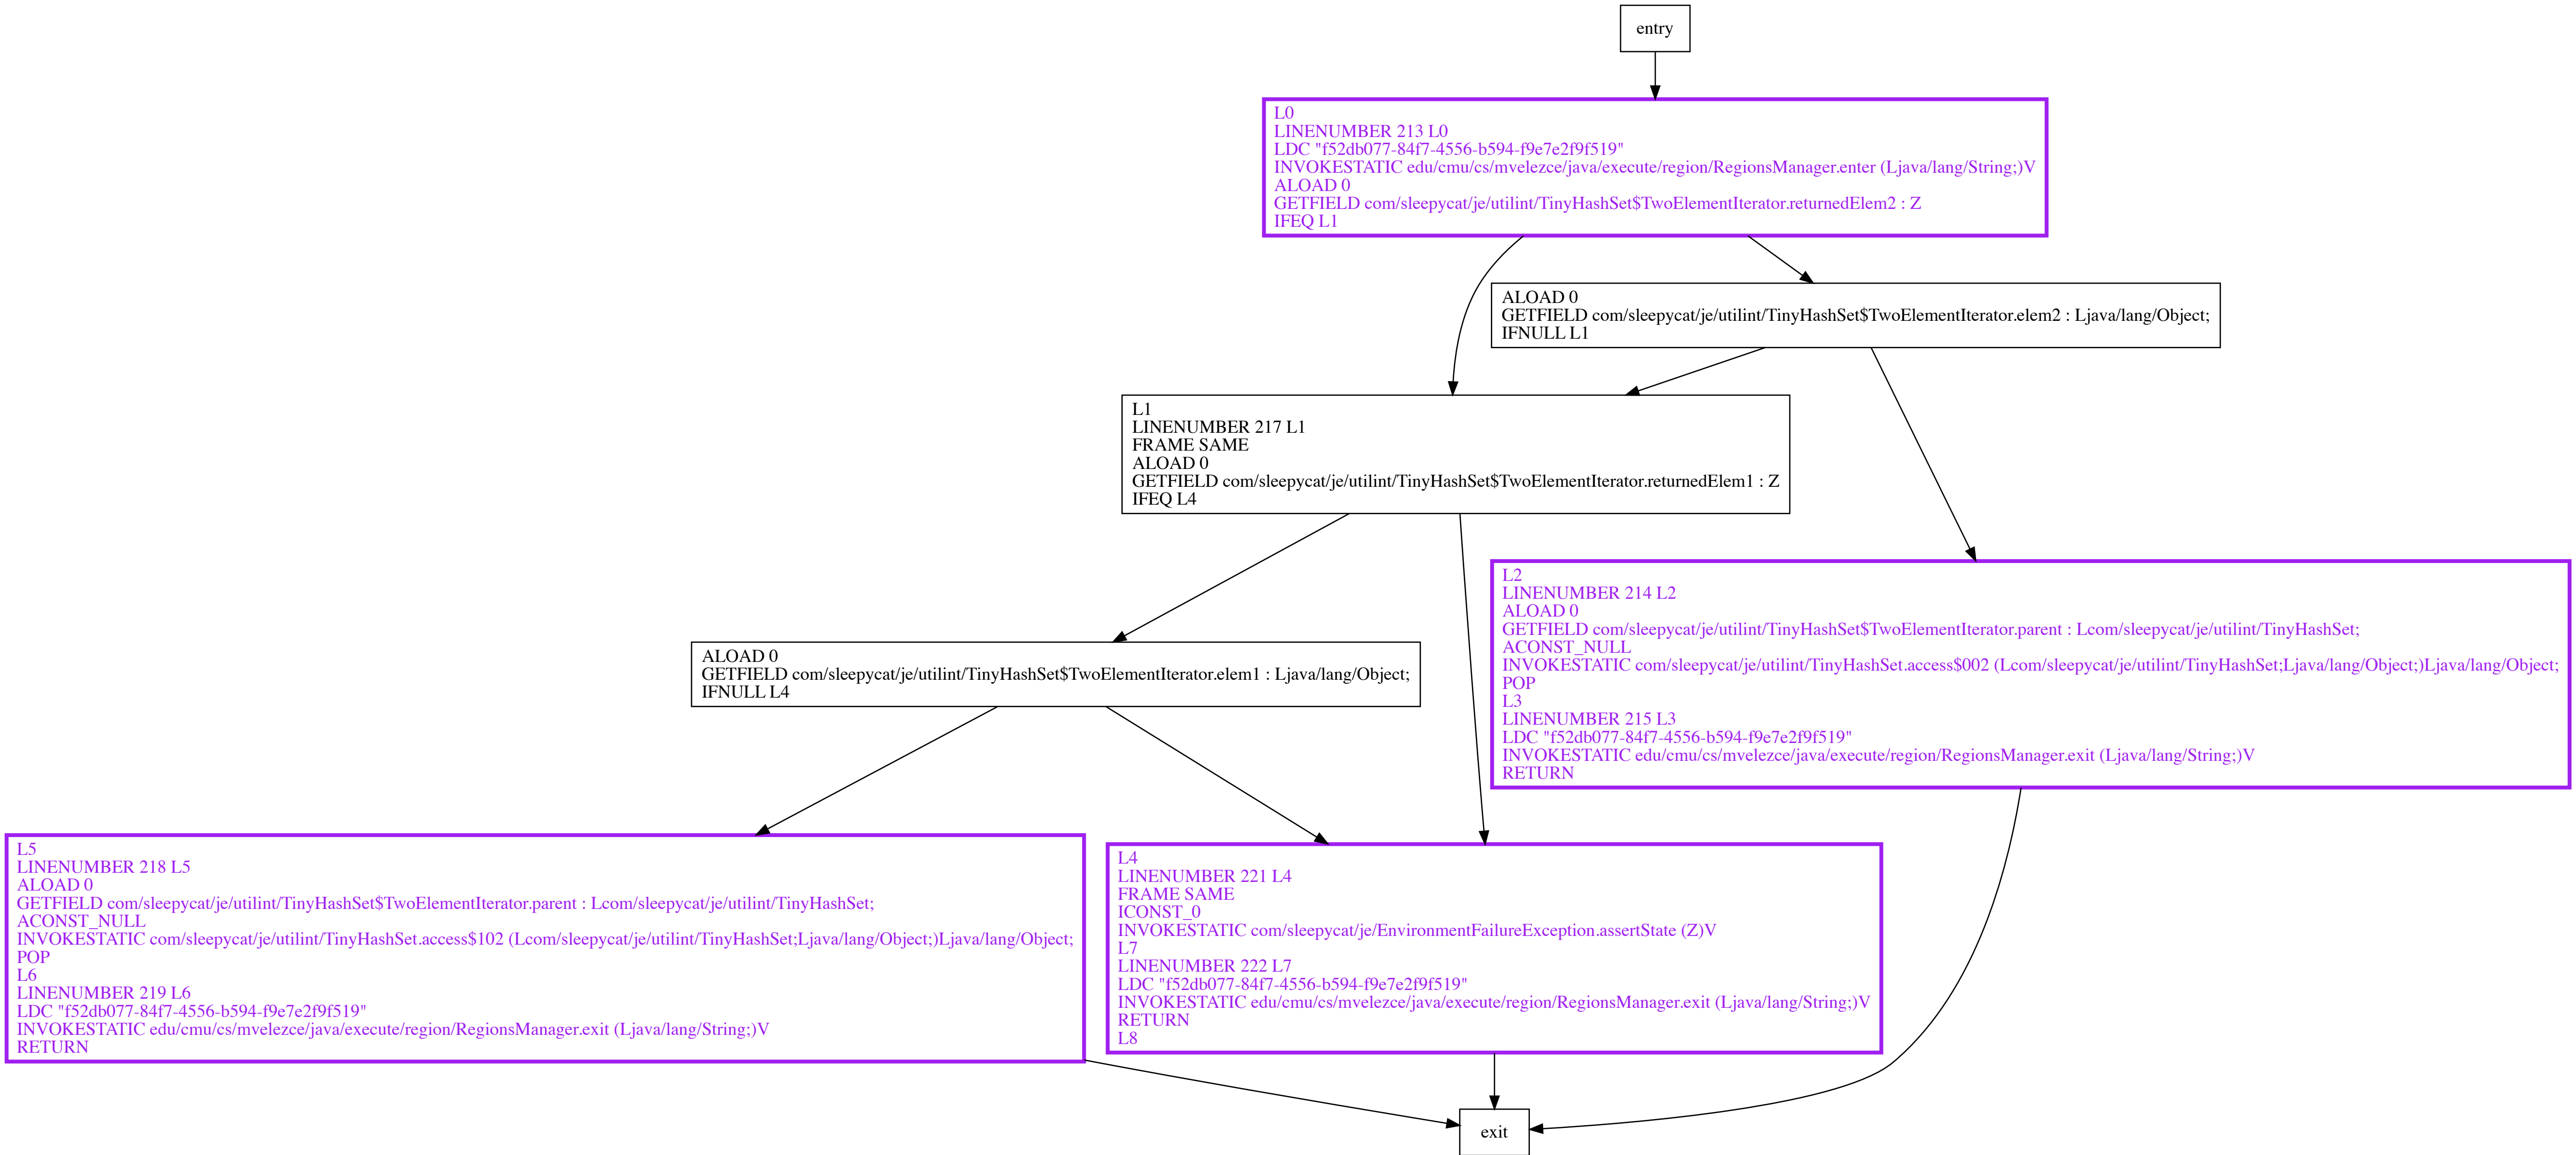 entry
L0
LINENUMBER 213 L0
LDC "f52db077-84f7-4556-b594-f9e7e2f9f519"
INVOKESTATIC edu/cmu/cs/mvelezce/java/execute/region/RegionsManager.enter (Ljava/lang/String;)V
ALOAD 0
GETFIELD com/sleepycat/je/utilint/TinyHashSet$TwoElementIterator.returnedElem2 : Z
IFEQ L1
ALOAD 0
GETFIELD com/sleepycat/je/utilint/TinyHashSet$TwoElementIterator.elem2 : Ljava/lang/Object;
IFNULL L1
L1
LINENUMBER 217 L1
FRAME SAME
ALOAD 0
GETFIELD com/sleepycat/je/utilint/TinyHashSet$TwoElementIterator.returnedElem1 : Z
IFEQ L4
L2
LINENUMBER 214 L2
ALOAD 0
GETFIELD com/sleepycat/je/utilint/TinyHashSet$TwoElementIterator.parent : Lcom/sleepycat/je/utilint/TinyHashSet;
ACONST_NULL
INVOKESTATIC com/sleepycat/je/utilint/TinyHashSet.access$002 (Lcom/sleepycat/je/utilint/TinyHashSet;Ljava/lang/Object;)Ljava/lang/Object;
POP
L3
LINENUMBER 215 L3
LDC "f52db077-84f7-4556-b594-f9e7e2f9f519"
INVOKESTATIC edu/cmu/cs/mvelezce/java/execute/region/RegionsManager.exit (Ljava/lang/String;)V
RETURN
ALOAD 0
GETFIELD com/sleepycat/je/utilint/TinyHashSet$TwoElementIterator.elem1 : Ljava/lang/Object;
IFNULL L4
L5
LINENUMBER 218 L5
ALOAD 0
GETFIELD com/sleepycat/je/utilint/TinyHashSet$TwoElementIterator.parent : Lcom/sleepycat/je/utilint/TinyHashSet;
ACONST_NULL
INVOKESTATIC com/sleepycat/je/utilint/TinyHashSet.access$102 (Lcom/sleepycat/je/utilint/TinyHashSet;Ljava/lang/Object;)Ljava/lang/Object;
POP
L6
LINENUMBER 219 L6
LDC "f52db077-84f7-4556-b594-f9e7e2f9f519"
INVOKESTATIC edu/cmu/cs/mvelezce/java/execute/region/RegionsManager.exit (Ljava/lang/String;)V
RETURN
L4
LINENUMBER 221 L4
FRAME SAME
ICONST_0
INVOKESTATIC com/sleepycat/je/EnvironmentFailureException.assertState (Z)V
L7
LINENUMBER 222 L7
LDC "f52db077-84f7-4556-b594-f9e7e2f9f519"
INVOKESTATIC edu/cmu/cs/mvelezce/java/execute/region/RegionsManager.exit (Ljava/lang/String;)V
RETURN
L8
exit